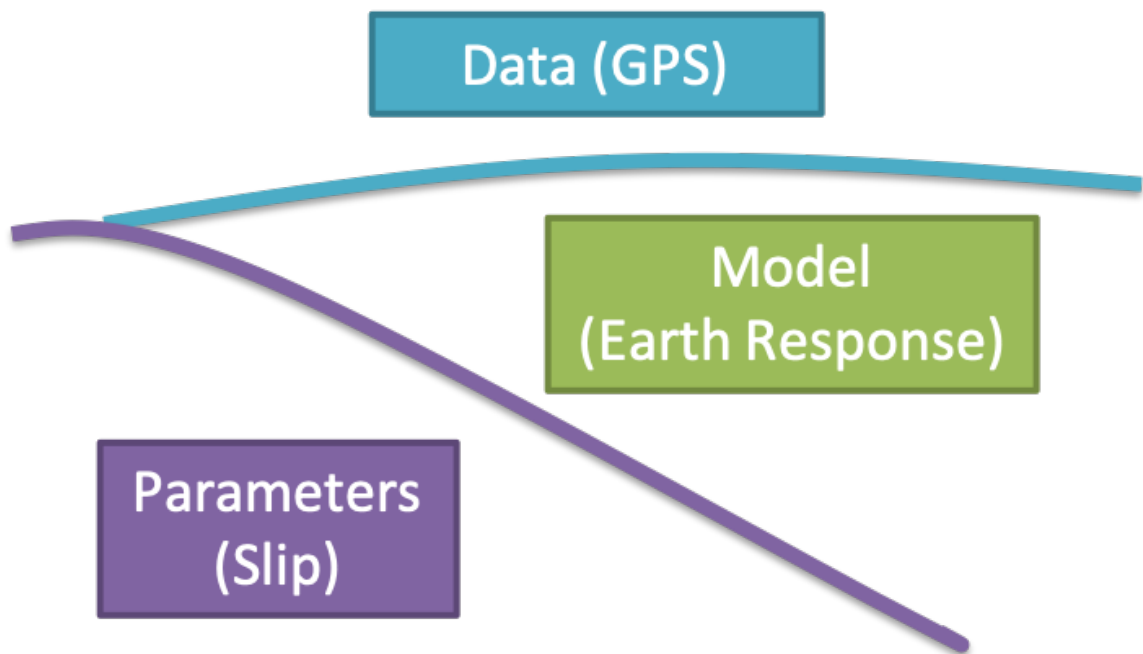 Data (GPS)
Model
(Earth Response)
Parameters
(Slip)